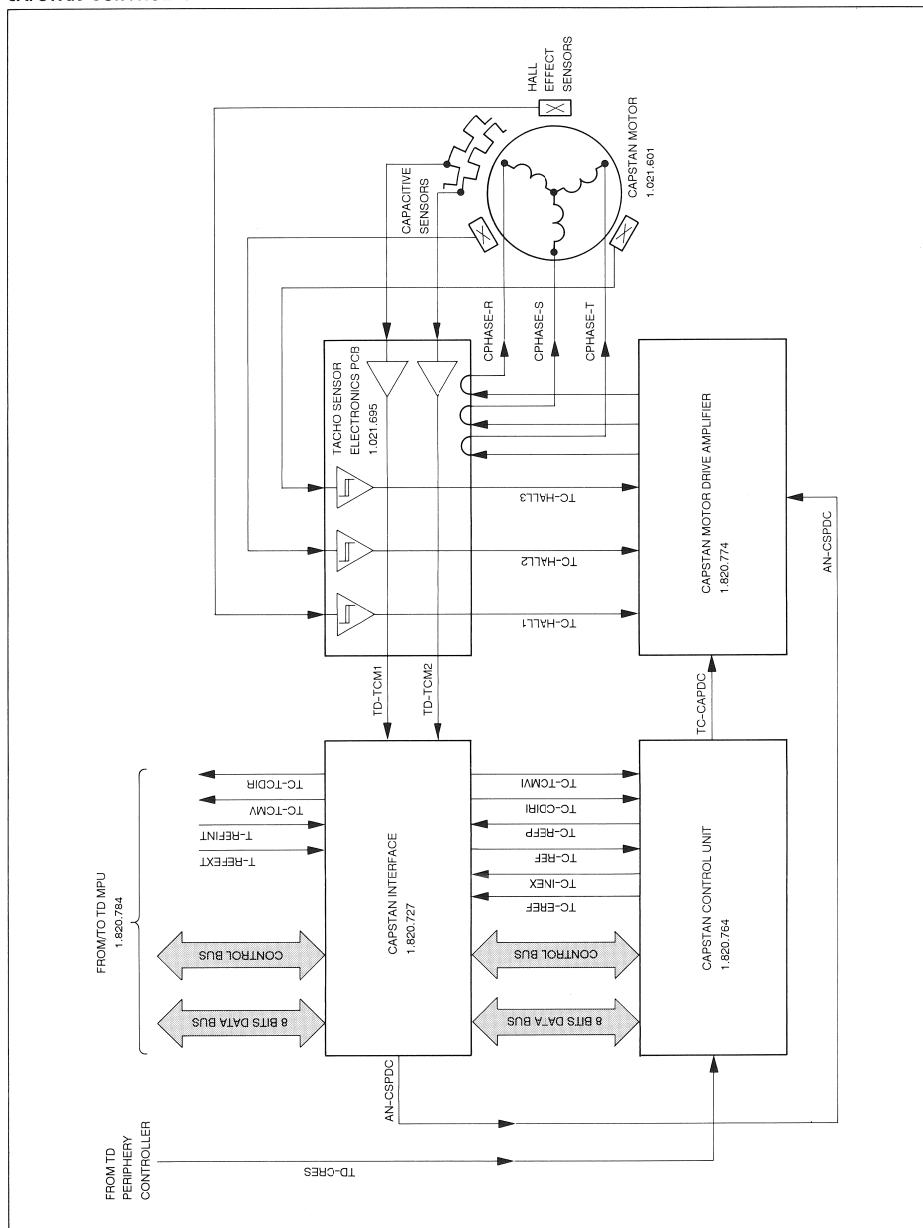 HALL
EFFECT
SENSORS
CAPSTAN MOTOR
1.021.601
CAPACITIVE
SENSORS
CPHASE-R
CPHASE-S
CPHASE-T
TACHO SENSOR
ELECTRONICS PCB
1.021.695
TC-HALL3
TC-HALL2
TC-HALL1
CAPSTAN MOTOR DRIVE AMPLIFIER
1.820.774
AN-CSPDC
TD-TCM1
TD-TCM2
TC-CAPDC
FROM/TO TD MPU
1.820.784
TC-TCDIR
TC-TCMV
T-REFINT
T-REFEXT
CONTROL BUS
8 BITS DATA BUS
CAPSTAN INTERFACE
1.820.727
TC-TCMVI
TC-CDIRI
TC-REFP
TC-REF
TC-INEX
TC-EREF
CONTROL BUS
8 BITS DATA BUS
CAPSTAN CONTROL UNIT
1.820.764
AN-CSPDC
FROM TD
PERIPHERY
CONTROLLER
TD-CRES